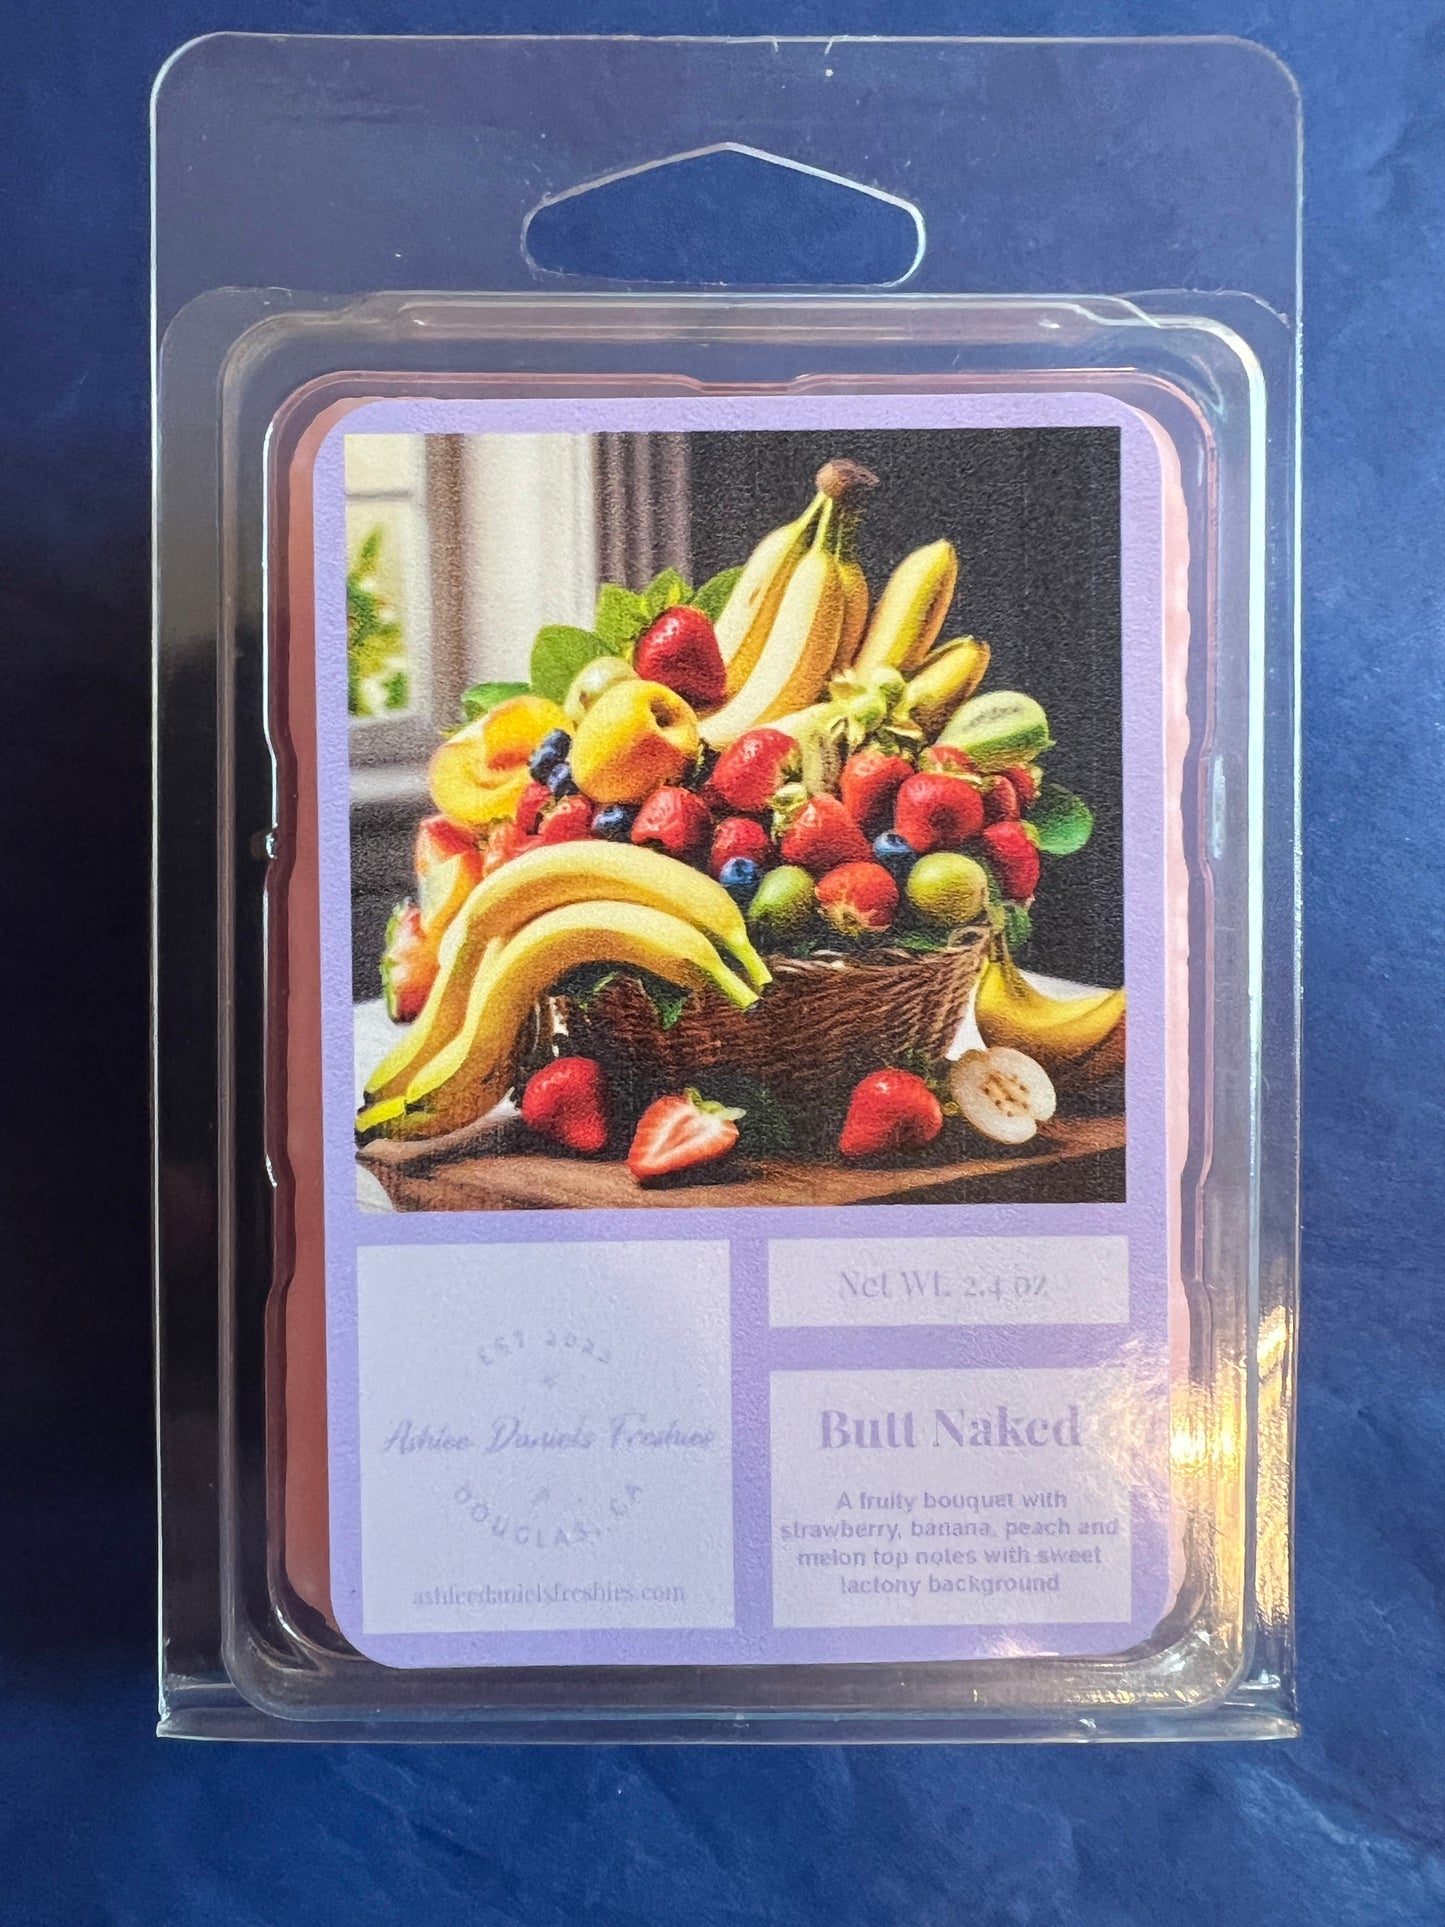 EST 2023
Ashlee Daniels Freshies
DOUGLAS, GA
ashleedanielsfreshies.com
Net Wt. 2.4 oz
Butt Naked
A fruity bouquet with
strawberry, banana, peach and
melon top notes with sweet
lactony background